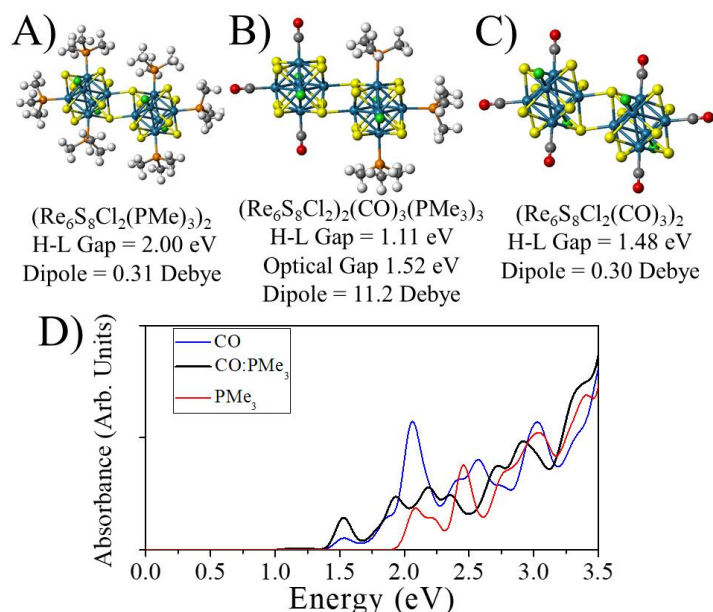 A)
B)
C)
(Re₆S₈Cl₂(PMe)₃)₂
H-L Gap = 2.00 eV
Dipole = 0.31 Debye
(Re₆S₈Cl₂)₂(CO)₃(PMe₃)₃
H-L Gap = 1.11 eV
Optical Gap 1.52 eV
Dipole = 11.2 Debye
(Re₆S₈Cl₂(CO)₃)₂
H-L Gap = 1.48 eV
Dipole = 0.30 Debye
D)
CO
CO:PMe₃
PMe₃
Absorbance (Arb. Units)
0.0 0.5 1.0 1.5 2.0 2.5 3.0 3.5
Energy (eV)